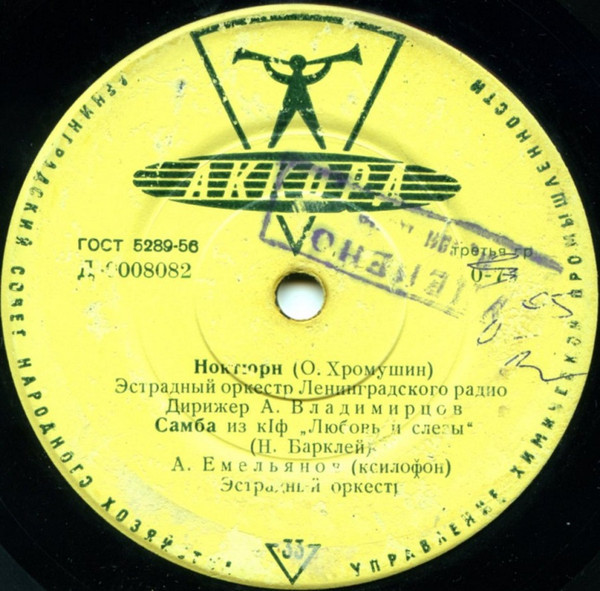 ЛЕНИНГРАДСКИЙ СОВЕТ НАРОДНОГО ХОЗЯЙСТВА
УПРАВЛЕНИЕ ХИМИЧЕСКОЙ ПРОМЫШЛЕННОСТИ
АККОРД
ГОСТ 5289-56
Д-0008082
третья гр.
Ноктюрн (О. Хромушин)
Эстрадный оркестр Ленинградского радио
Дирижер А. Владимирцов
Самба из к|ф „Любовь и слезы"
(Н. Барклей)
А. Емельянов (ксилофон)
Эстрадный оркестр
33